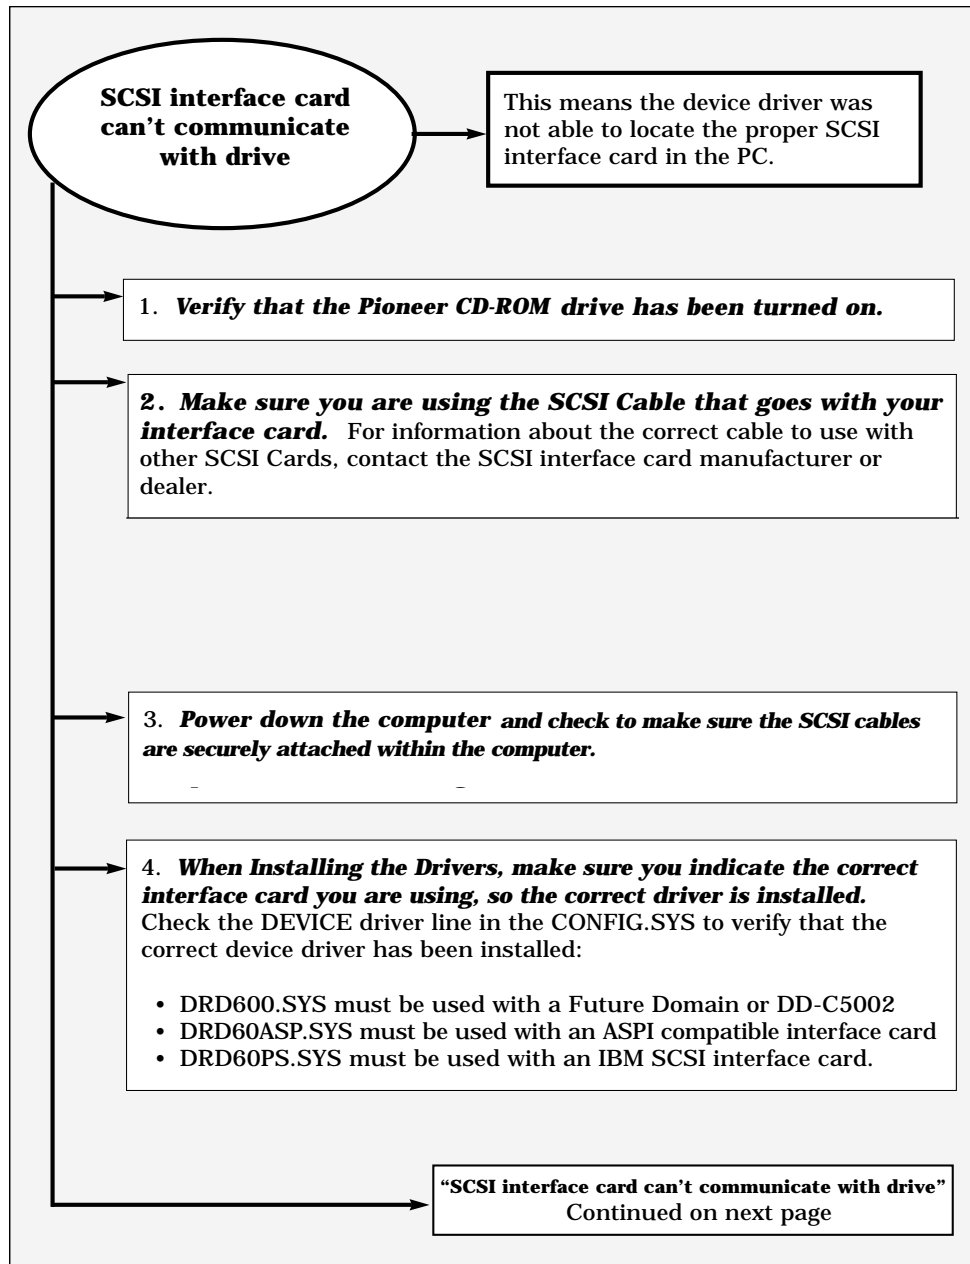 SCSI interface card
can't communicate
with drive
This means the device driver was
not able to locate the proper SCSI
interface card in the PC.
1. Verify that the Pioneer CD-ROM drive has been turned on.
2. Make sure you are using the SCSI Cable that goes with your
interface card. For information about the correct cable to use with
other SCSI Cards, contact the SCSI interface card manufacturer or
dealer.
3. Power down the computer and check to make sure the SCSI cables
are securely attached within the computer.
4. When Installing the Drivers, make sure you indicate the correct
interface card you are using, so the correct driver is installed.
Check the DEVICE driver line in the CONFIG.SYS to verify that the
correct device driver has been installed:
• DRD600.SYS must be used with a Future Domain or DD-C5002
• DRD60ASP.SYS must be used with an ASPI compatible interface card
• DRD60PS.SYS must be used with an IBM SCSI interface card.
“SCSI interface card can't communicate with drive”
Continued on next page